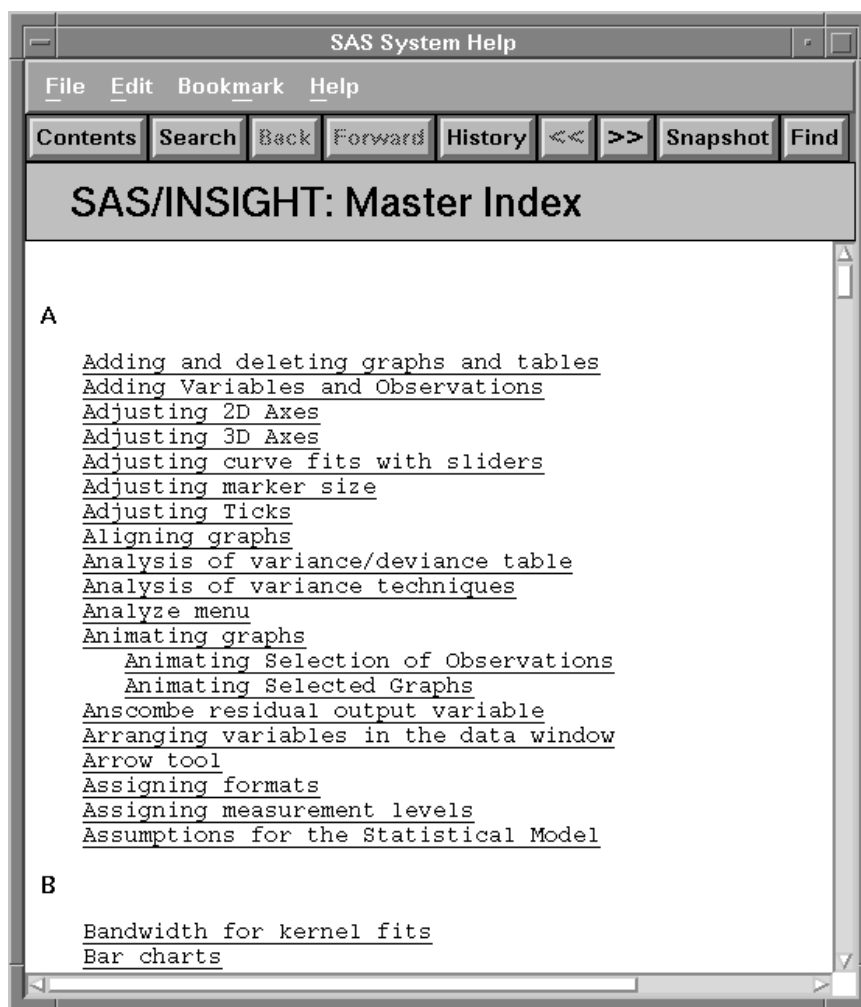 SAS System Help
File Edit Bookmark Help
Contents Search Back Forward History << >> Snapshot Find
SAS/INSIGHT: Master Index
A
Adding and deleting graphs and tables
Adding Variables and Observations
Adjusting 2D Axes
Adjusting 3D Axes
Adjusting curve fits with sliders
Adjusting marker size
Adjusting Ticks
Aligning graphs
Analysis of variance/deviance table
Analysis of variance techniques
Analyze menu
Animating graphs
Animating Selection of Observations
Animating Selected Graphs
Anscombe residual output variable
Arranging variables in the data window
Arrow tool
Assigning formats
Assigning measurement levels
Assumptions for the Statistical Model
B
Bandwidth for kernel fits
Bar charts